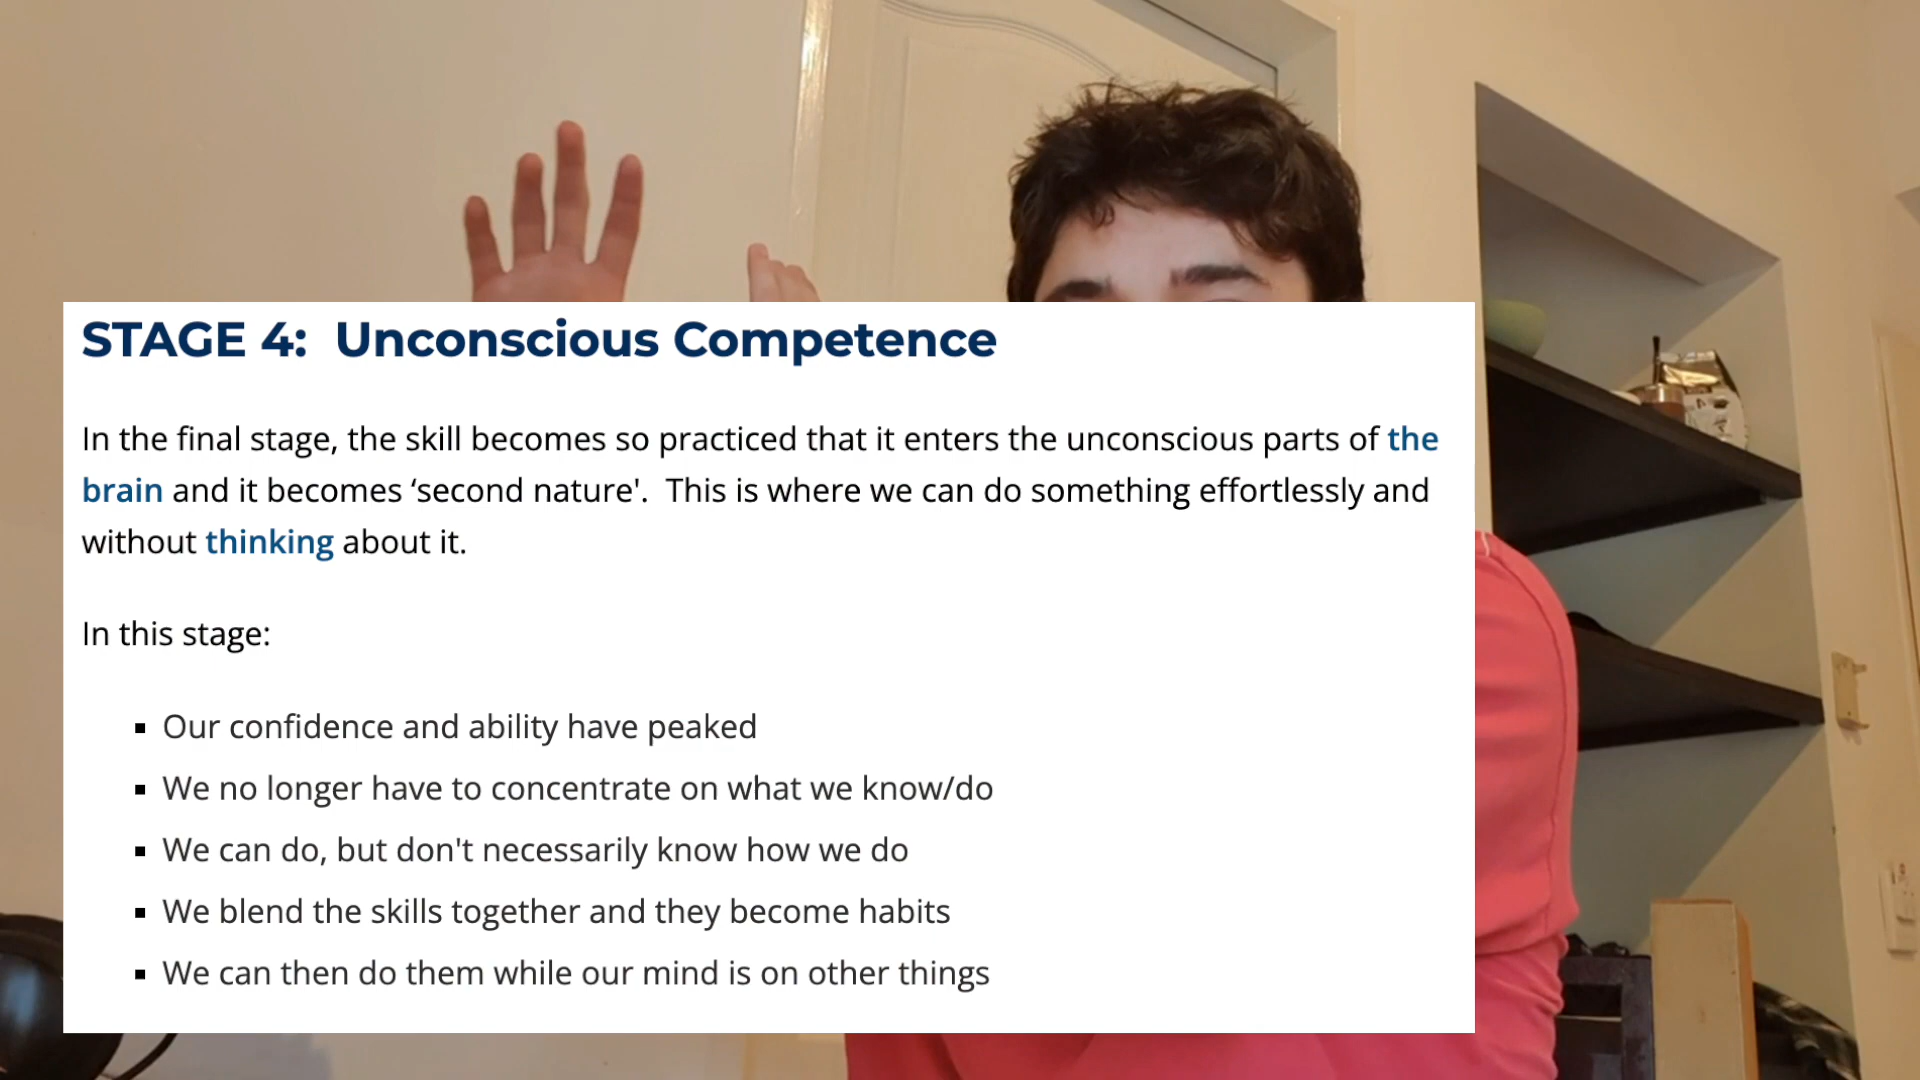 STAGE 4:  Unconscious Competence
In the final stage, the skill becomes so practiced that it enters the unconscious parts of the
brain and it becomes ‘second nature'.  This is where we can do something effortlessly and
without thinking about it.
In this stage:
▪ Our confidence and ability have peaked
▪ We no longer have to concentrate on what we know/do
▪ We can do, but don't necessarily know how we do
▪ We blend the skills together and they become habits
▪ We can then do them while our mind is on other things